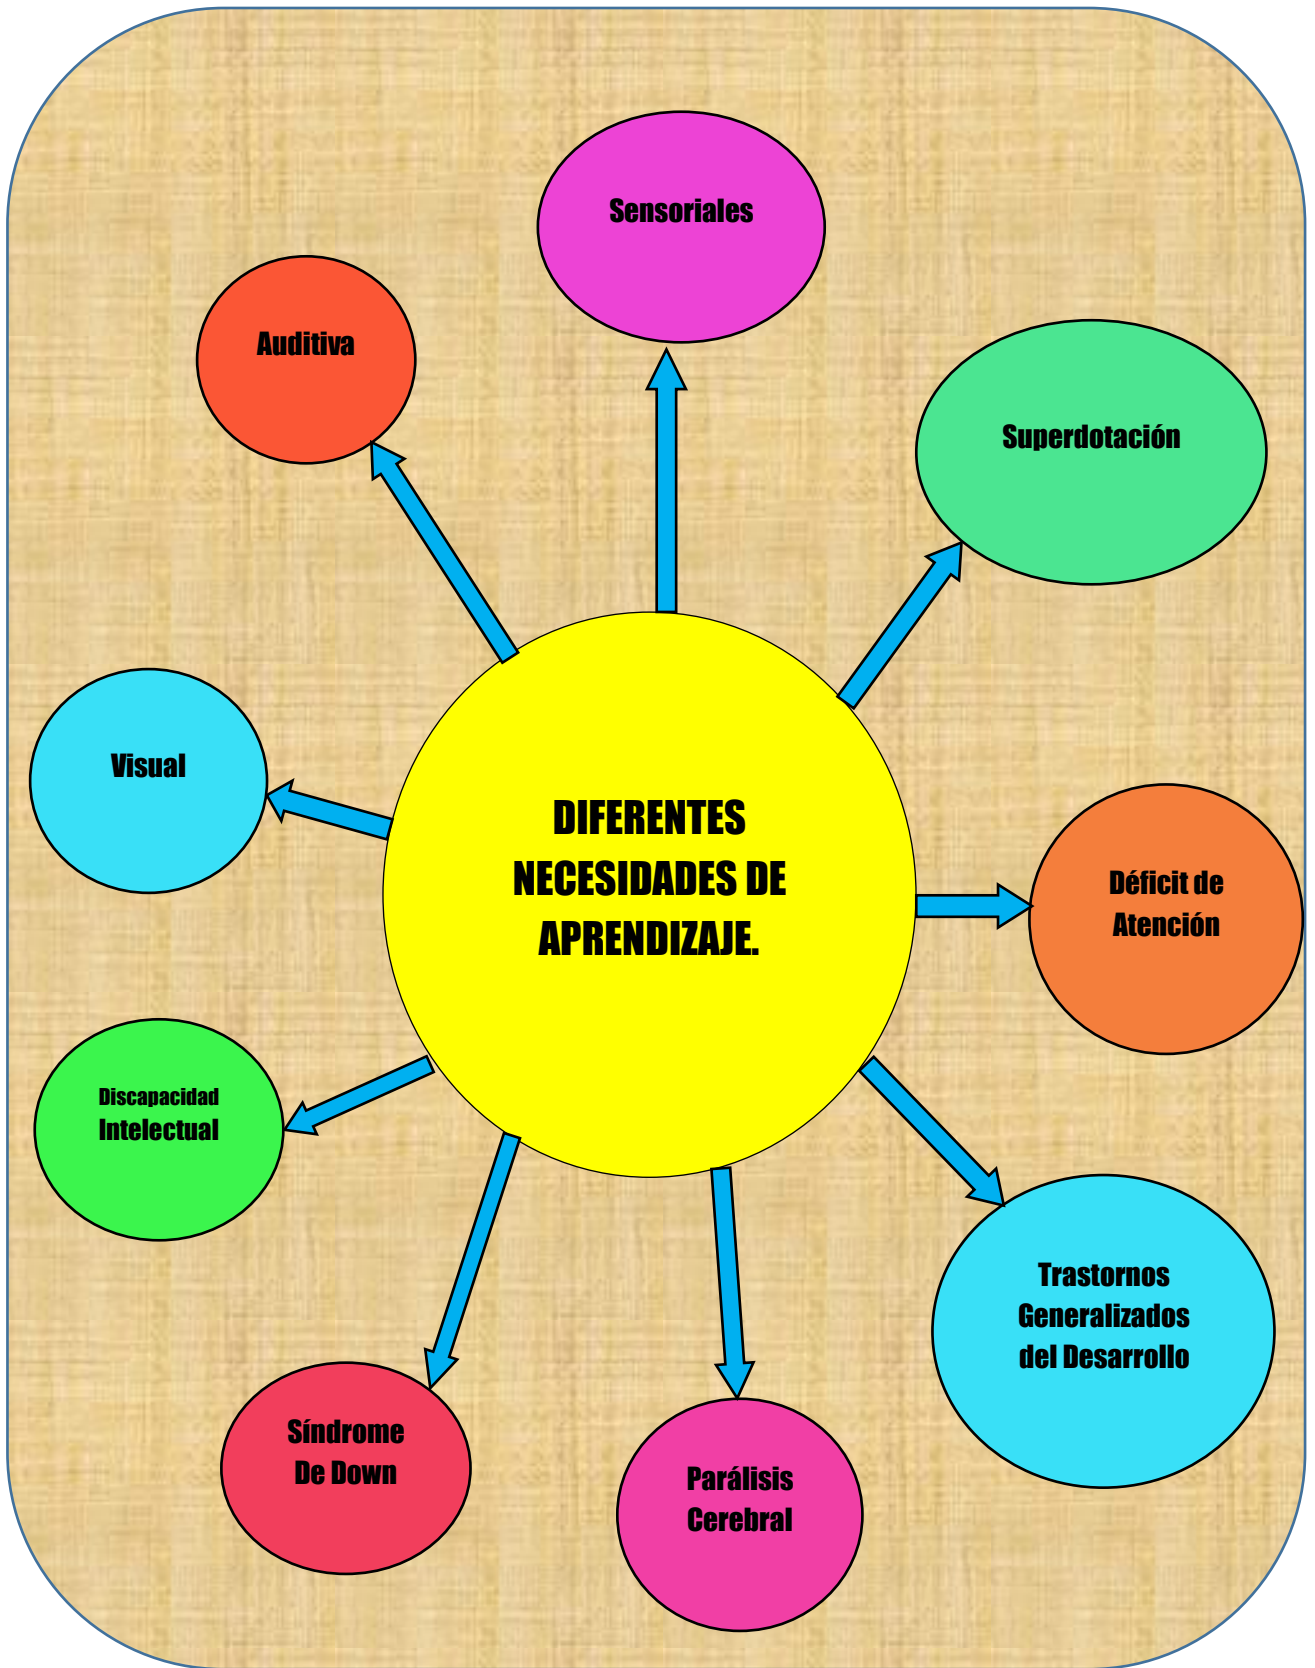 Sensoriales
Auditiva
Superdotación
Visual
DIFERENTES
NECESIDADES DE
APRENDIZAJE.
Déficit de
Atención
Discapacidad
Intelectual
Trastornos
Generalizados
del Desarrollo
Síndrome
De Down
Parálisis
Cerebral